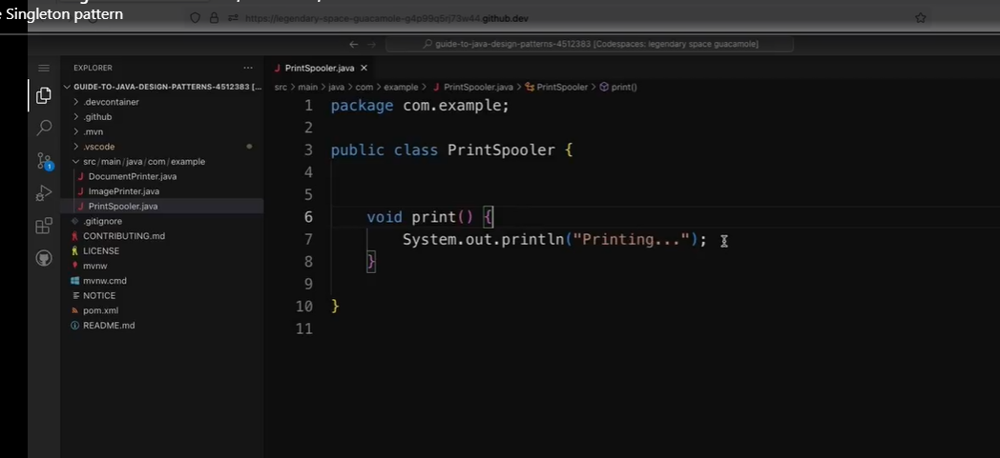 Singleton pattern
https://legendary-space-guacamole-g4p99q5rj73w44.github.dev
guide-to-java-design-patterns-4512383 [Codespaces: legendary space guacamole]
EXPLORER
PrintSpooler.java
GUIDE-TO-JAVA-DESIGN-PATTERNS-4512383 [...
src > main > java > com > example > PrintSpooler.java > PrintSpooler > print()
.devcontainer
.github
.mvn
.vscode
src/main/java/com/example
DocumentPrinter.java
ImagePrinter.java
PrintSpooler.java
.gitignore
CONTRIBUTING.md
LICENSE
mvnw
mvnw.cmd
NOTICE
pom.xml
README.md
1
1 package com.example;
2
3 public class PrintSpooler {
4
5
6 void print() {
7 System.out.println("Printing...");
8 }
9
10 }
11